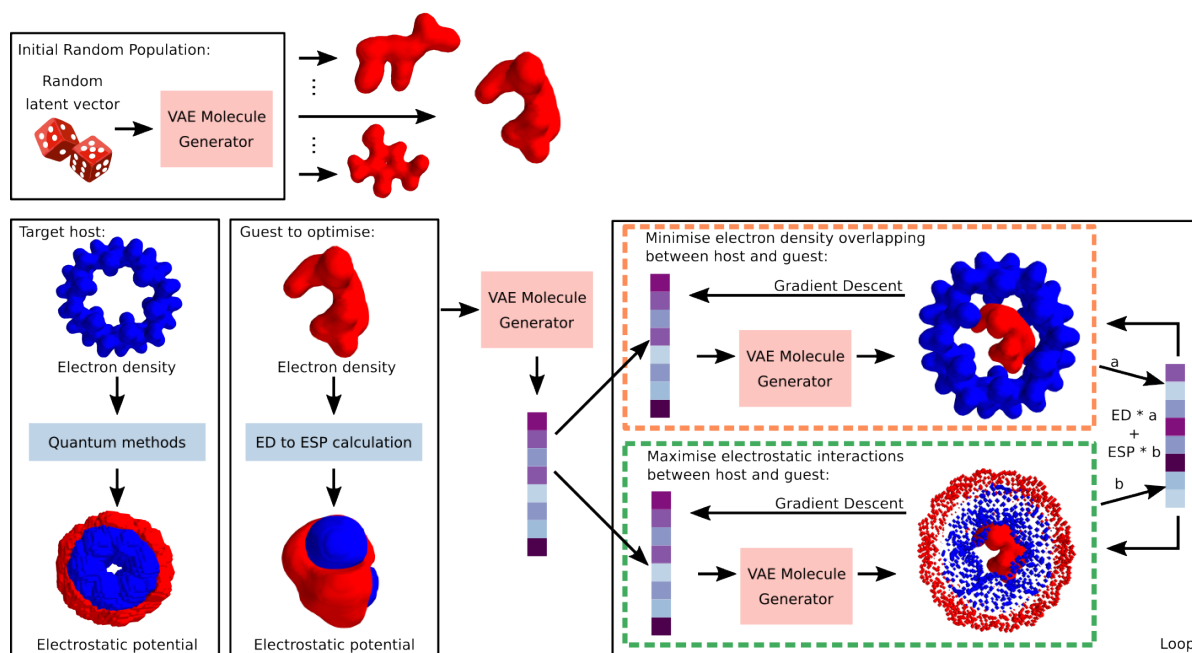 Initial Random Population:
Random
latent vector
VAE Molecule
Generator
...
...
Target host:
Electron density
Quantum methods
Electrostatic potential
Guest to optimise:
Electron density
ED to ESP calculation
Electrostatic potential
VAE Molecule
Generator
Minimise electron density overlapping
between host and guest:
Gradient Descent
VAE Molecule
Generator
a
Maximise electrostatic interactions
between host and guest:
Gradient Descent
VAE Molecule
Generator
b
ED * a
+
ESP * b
Loop